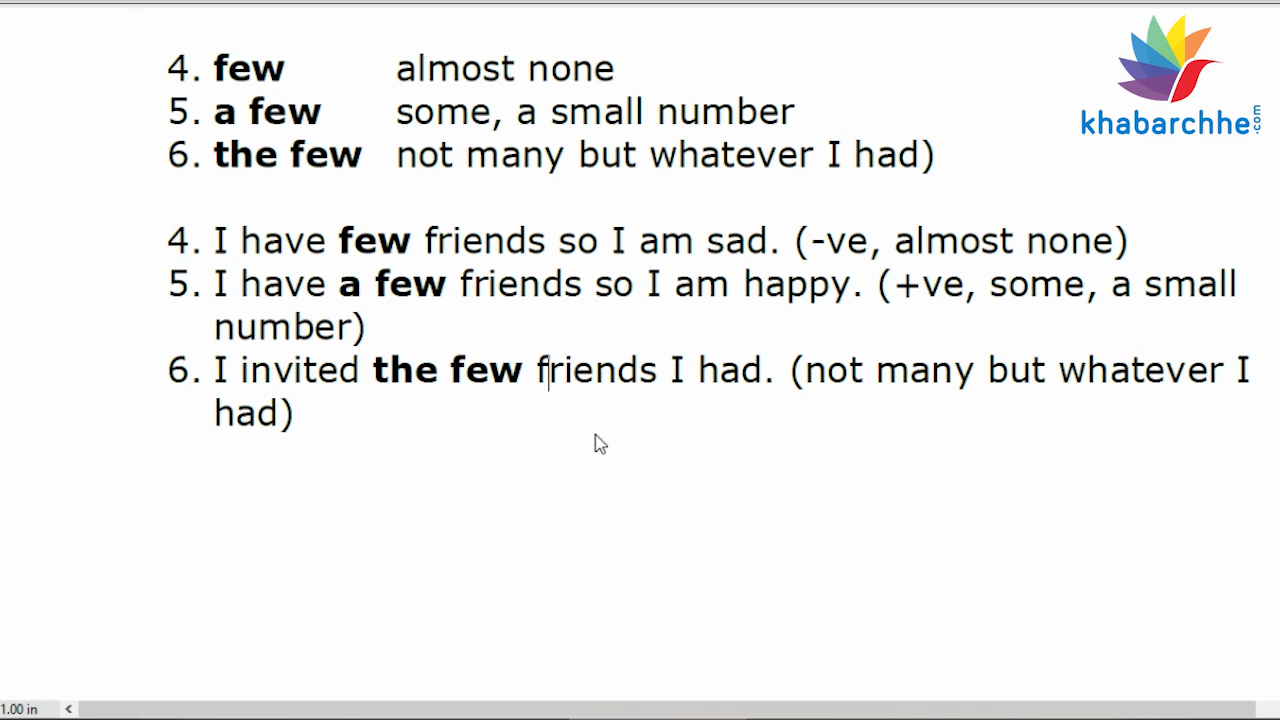 4. few almost none
5. a few some, a small number
6. the few not many but whatever I had)
4. I have few friends so I am sad. (-ve, almost none)
5. I have a few friends so I am happy. (+ve, some, a small
number)
6. I invited the few friends I had. (not many but whatever I
had)
khabarchhe.com
1.00 in